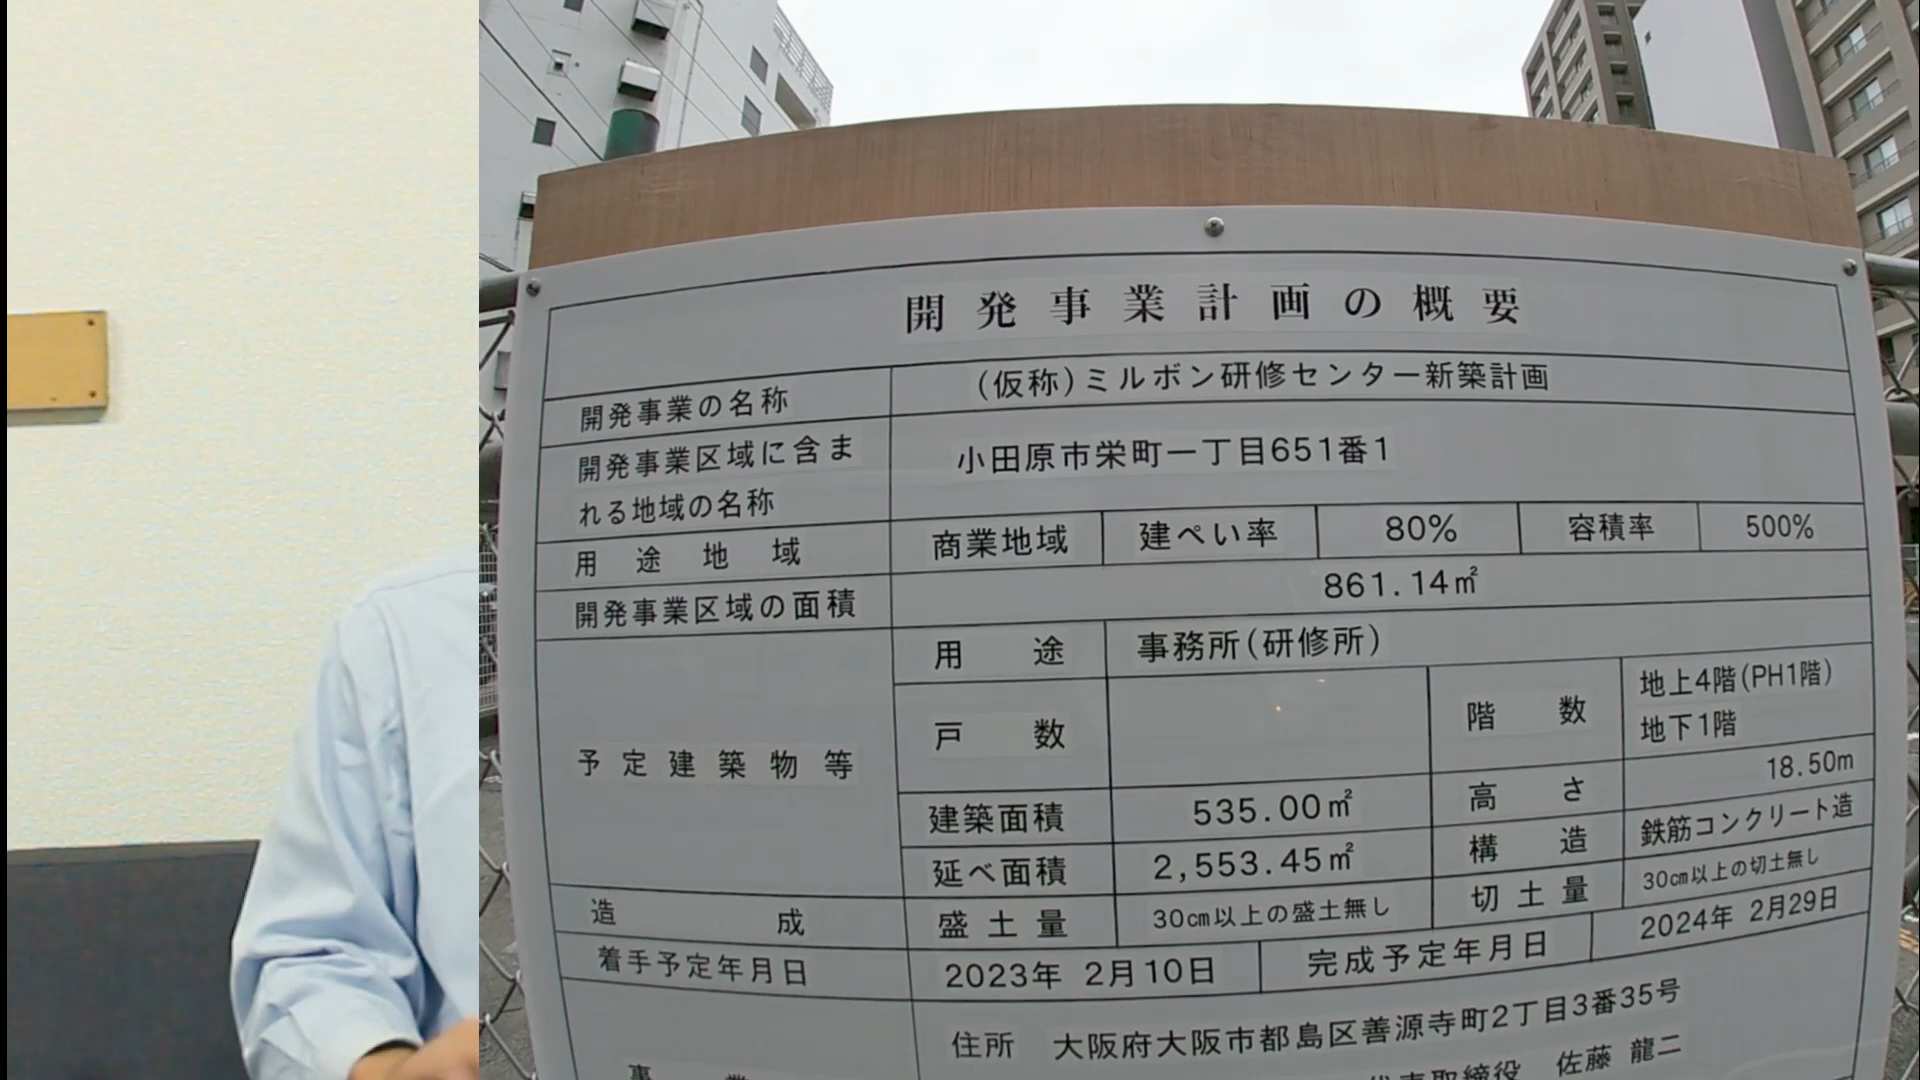 開発事業計画の概要
開発事業の名称 (仮称)ミルボン研修センター新築計画
開発事業区域に含ま
れる地域の名称 小田原市栄町一丁目651番1
用途地域 商業地域 建ぺい率 80% 容積率 500%
開発事業区域の面積 861.14㎡
予定建築物等 用途 事務所(研修所)
戸数 階数 地上4階(PH1階)
地下1階
建築面積 535.00㎡ 高さ 18.50m
延べ面積 2,553.45㎡ 構造 鉄筋コンクリート造
造成 盛土量 30㎝以上の盛土無し 切土量 30㎝以上の切土無し
着手予定年月日 2023年 2月10日 完成予定年月日 2024年 2月29日
住所 大阪府大阪市都島区善源寺町2丁目3番35号
事業 代表取締役 佐藤 龍二